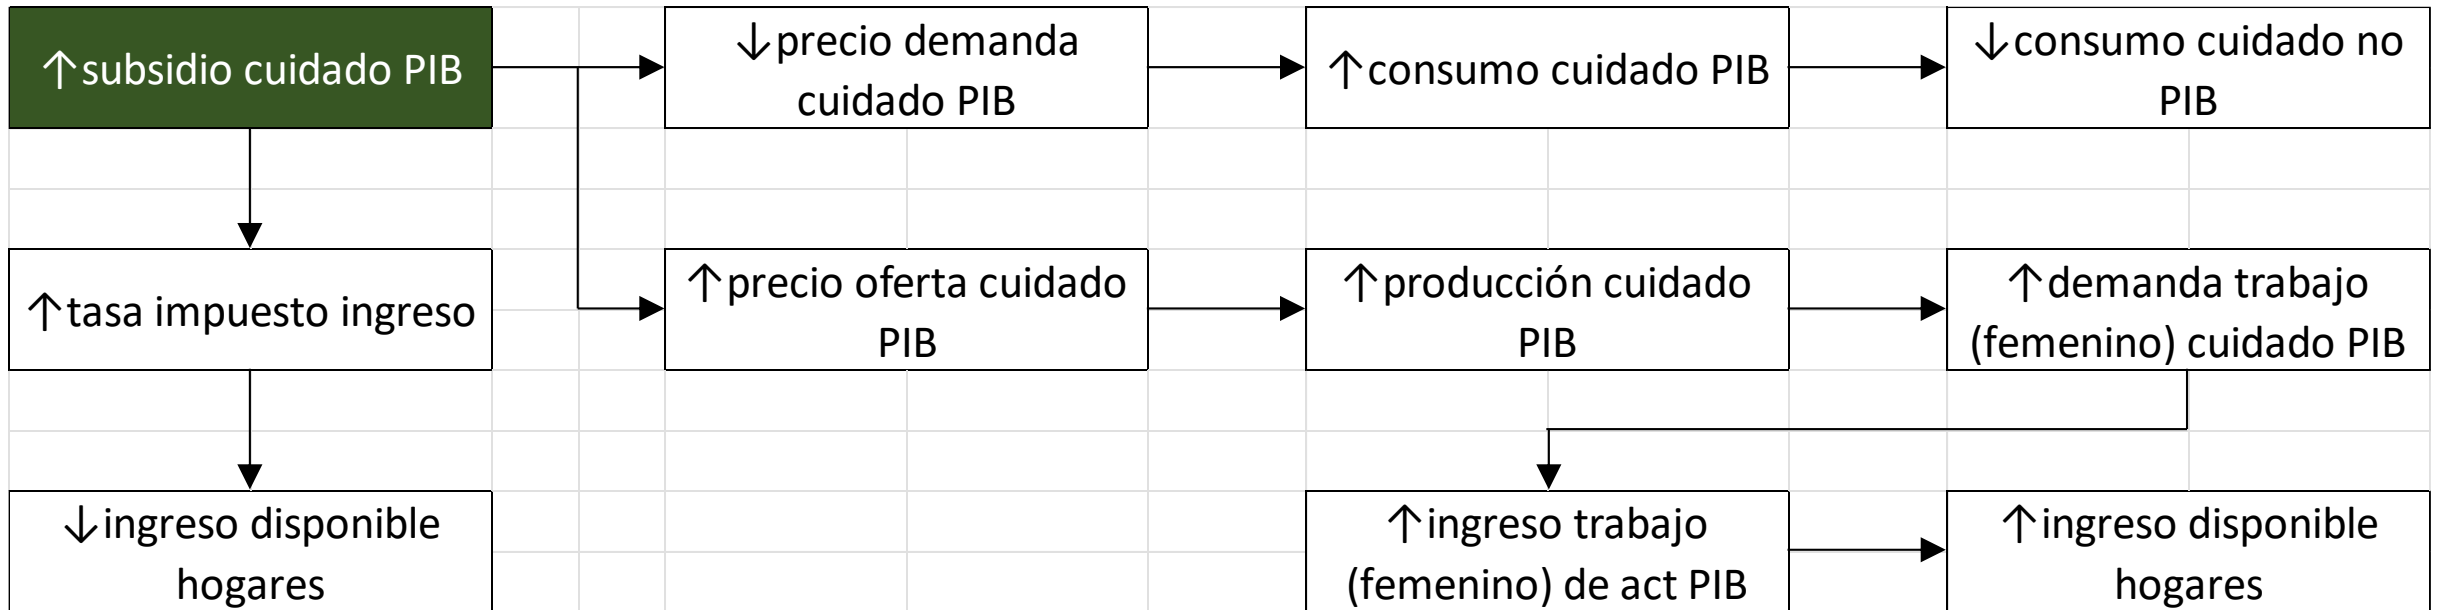 ↑subsidio cuidado PIB
↓precio demanda
cuidado PIB
↑consumo cuidado PIB
↓consumo cuidado no
PIB
↑tasa impuesto ingreso
↑precio oferta cuidado
PIB
↑producción cuidado
PIB
↑demanda trabajo
(femenino) cuidado PIB
↓ingreso disponible
hogares
↑ingreso trabajo
(femenino) de act PIB
↑ingreso disponible
hogares